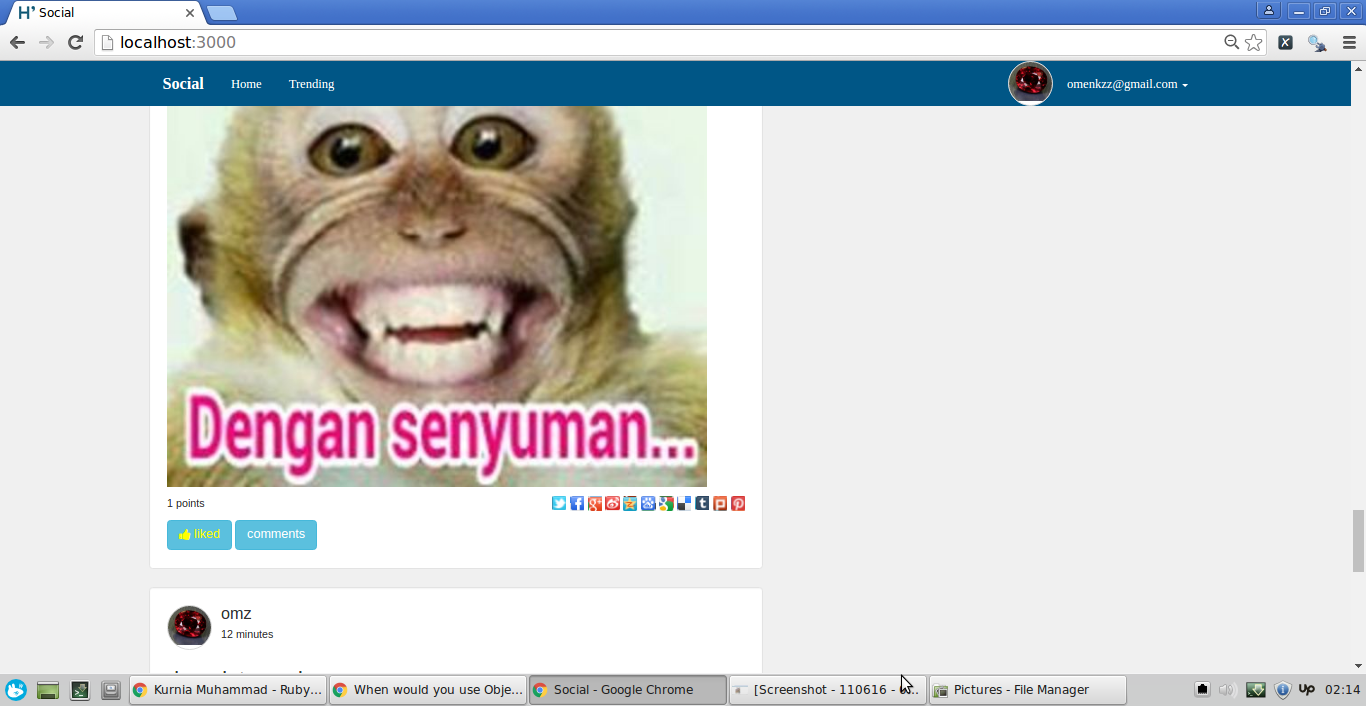 Social
localhost:3000
Social Home Trending omenkzz@gmail.com
Dengan senyuman...
1 points
liked comments
omz
12 minutes
Kurnia Muhammad - Ruby... When would you use Obje... Social - Google Chrome [Screenshot - 110616 - Pictures - File Manager 02:14